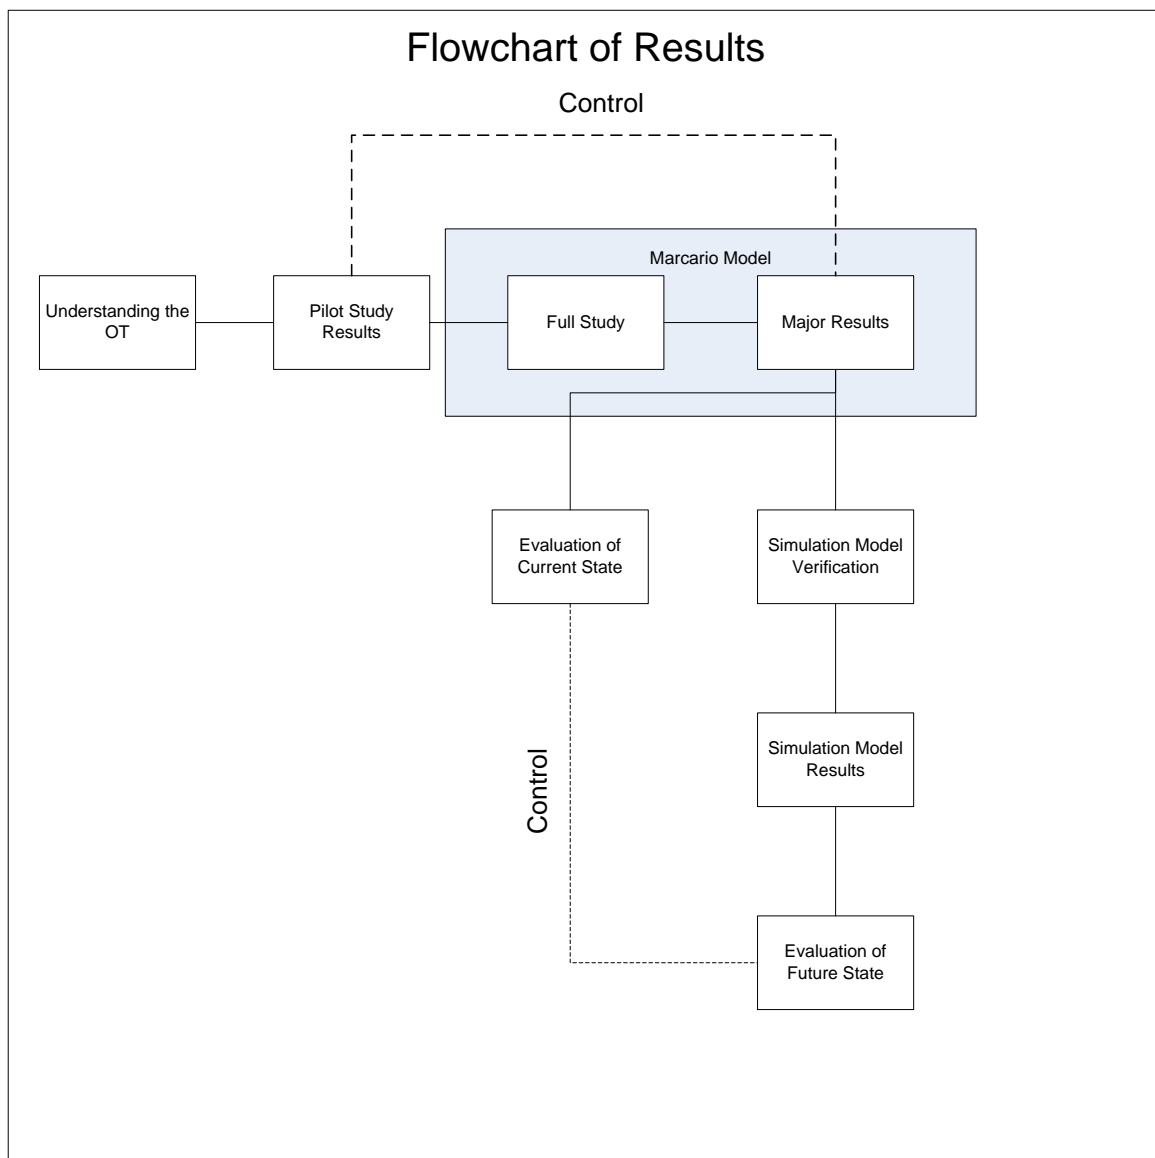 Flowchart of Results
Control
Marcario Model
Understanding the
OT
Pilot Study
Results
Full Study
Major Results
Evaluation of
Current State
Simulation Model
Verification
Simulation Model
Results
Control
Evaluation of
Future State